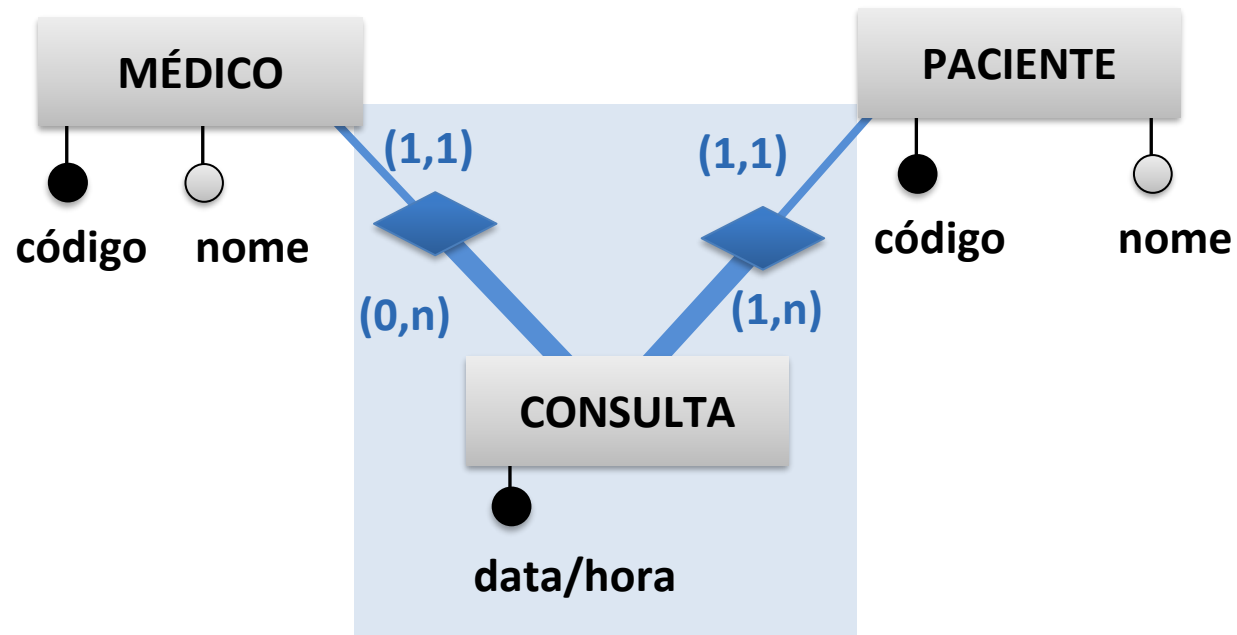 MÉDICO
PACIENTE
(1,1)
(1,1)
código
nome
código
nome
(0,n)
(1,n)
CONSULTA
data/hora